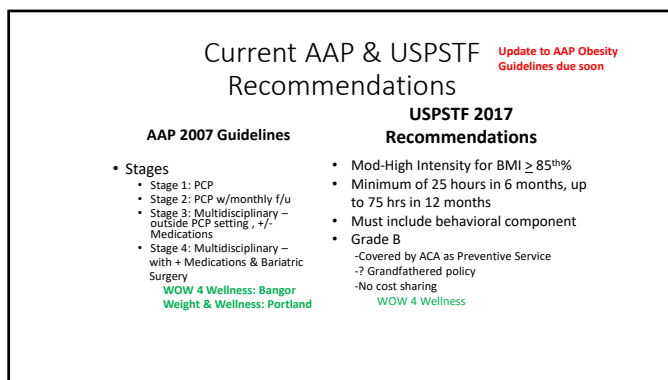 Current AAP & USPSTF
Recommendations
Update to AAP Obesity
Guidelines due soon
AAP 2007 Guidelines
• Stages
• Stage 1: PCP
• Stage 2: PCP w/monthly f/u
• Stage 3: Multidisciplinary –
outside PCP setting , +/-
Medications
• Stage 4: Multidisciplinary –
with + Medications & Bariatric
Surgery
WOW 4 Wellness: Bangor
Weight & Wellness: Portland
USPSTF 2017
Recommendations
• Mod-High Intensity for BMI > 85th%
• Minimum of 25 hours in 6 months, up
to 75 hrs in 12 months
• Must include behavioral component
• Grade B
-Covered by ACA as Preventive Service
-? Grandfathered policy
-No cost sharing
WOW 4 Wellness